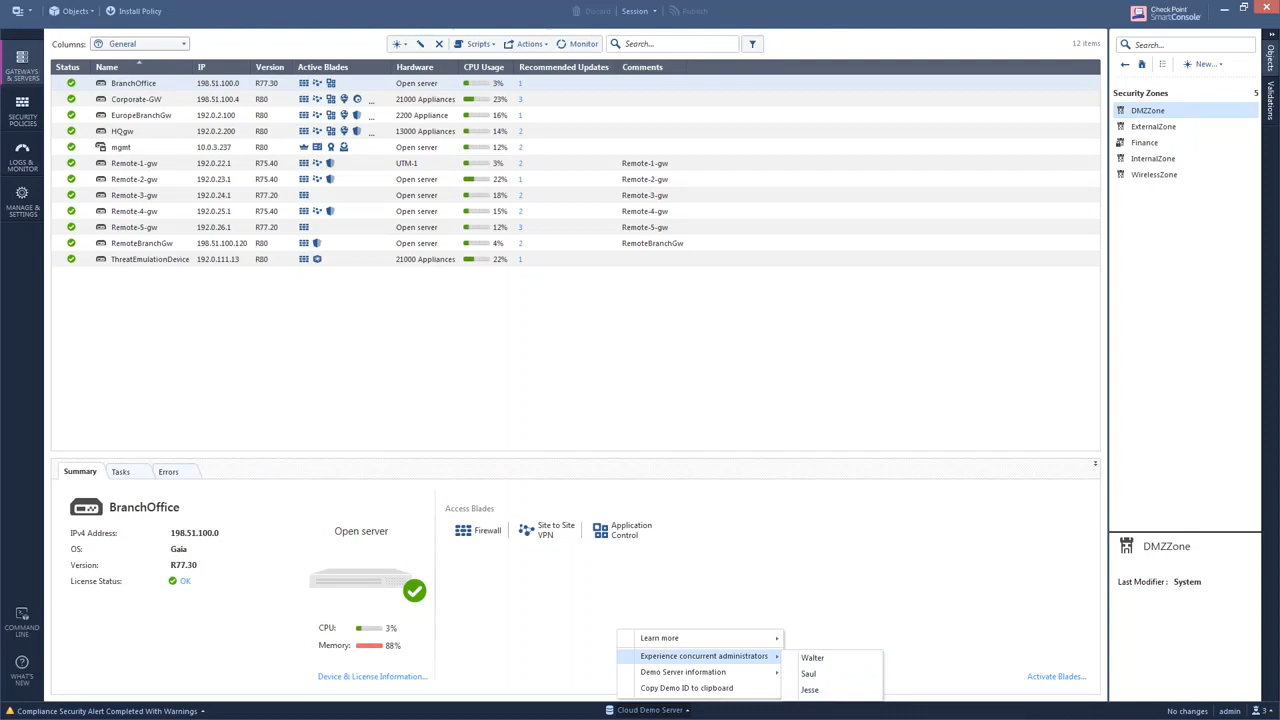 Objects
Install Policy
Discard
Session
Publish
Check Point
SmartConsole
Columns:
General
Scripts
Actions
Monitor
Search...
12 items
Status
Name
IP
Version
Active Blades
Hardware
CPU Usage
Recommended Updates
Comments
BranchOffice 198.51.100.0 R77.30 Open server 3% 1
Corporate-GW 198.51.100.4 R80 ... 21000 Appliances 23% 3
EuropeBranchGw 192.0.2.100 R80 ... 2200 Appliance 16% 1
HQgw 192.0.2.200 R80 ... 13000 Appliances 14% 2
mgmt 10.0.3.237 R80 Open server 12% 2
Remote-1-gw 192.0.22.1 R75.40 UTM-1 3% 2 Remote-1-gw
Remote-2-gw 192.0.23.1 R75.40 Open server 22% 1 Remote-2-gw
Remote-3-gw 192.0.24.1 R77.20 Open server 18% 2 Remote-3-gw
Remote-4-gw 192.0.25.1 R75.40 Open server 15% 2 Remote-4-gw
Remote-5-gw 192.0.26.1 R77.20 Open server 12% 3 Remote-5-gw
RemoteBranchGw 198.51.100.120 R80 Open server 4% 2 RemoteBranchGw
ThreatEmulationDevice 192.0.111.13 R80 21000 Appliances 22% 1
GATEWAYS
& SERVERS
SECURITY
POLICIES
LOGS &
MONITOR
MANAGE &
SETTINGS
COMMAND
LINE
WHAT'S
NEW
Search...
New...
Security Zones 5
DMZZone
ExternalZone
Finance
InternalZone
WirelessZone
Objects
Validations
Summary
Tasks
Errors
BranchOffice
IPv4 Address: 198.51.100.0
OS: Gaia
Version: R77.30
License Status: OK
Open server
CPU: 3%
Memory: 88%
Device & License Information...
Access Blades
Firewall
Site to Site
VPN
Application
Control
Activate Blades...
Learn more
Experience concurrent administrators
Demo Server information
Copy Demo ID to clipboard
Walter
Saul
Jesse
DMZZone
Last Modifier : System
Compliance Security Alert Completed With Warnings
Cloud Demo Server
No changes
admin
3